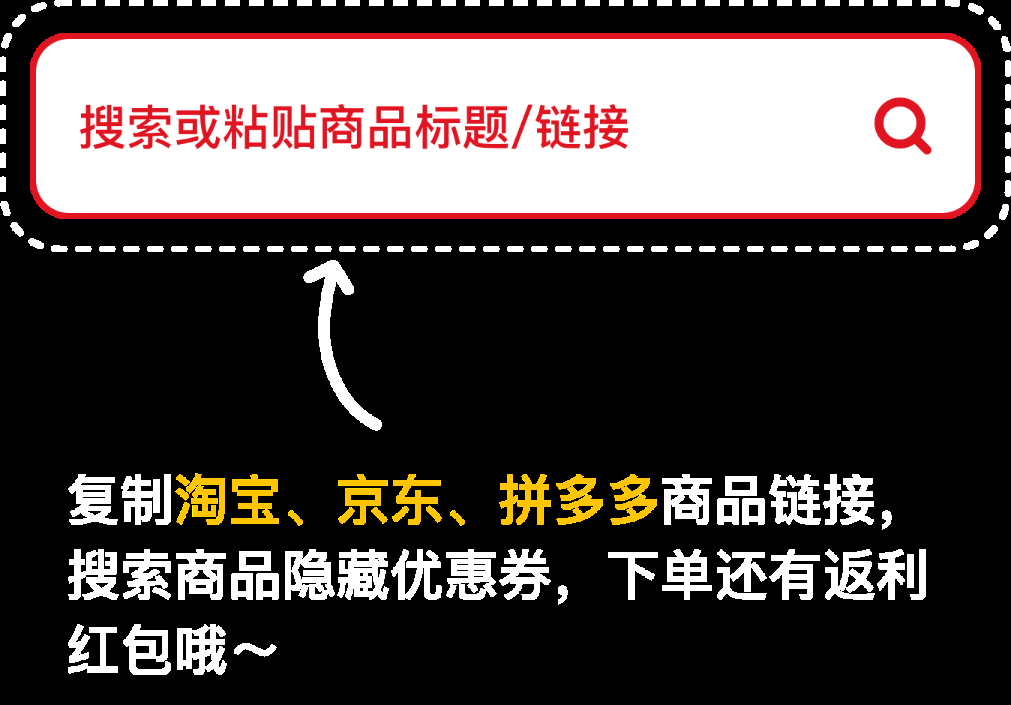 搜索或粘贴商品标题/链接
复制淘宝、京东、拼多多商品链接，
搜索商品隐藏优惠券，下单还有返利
红包哦～